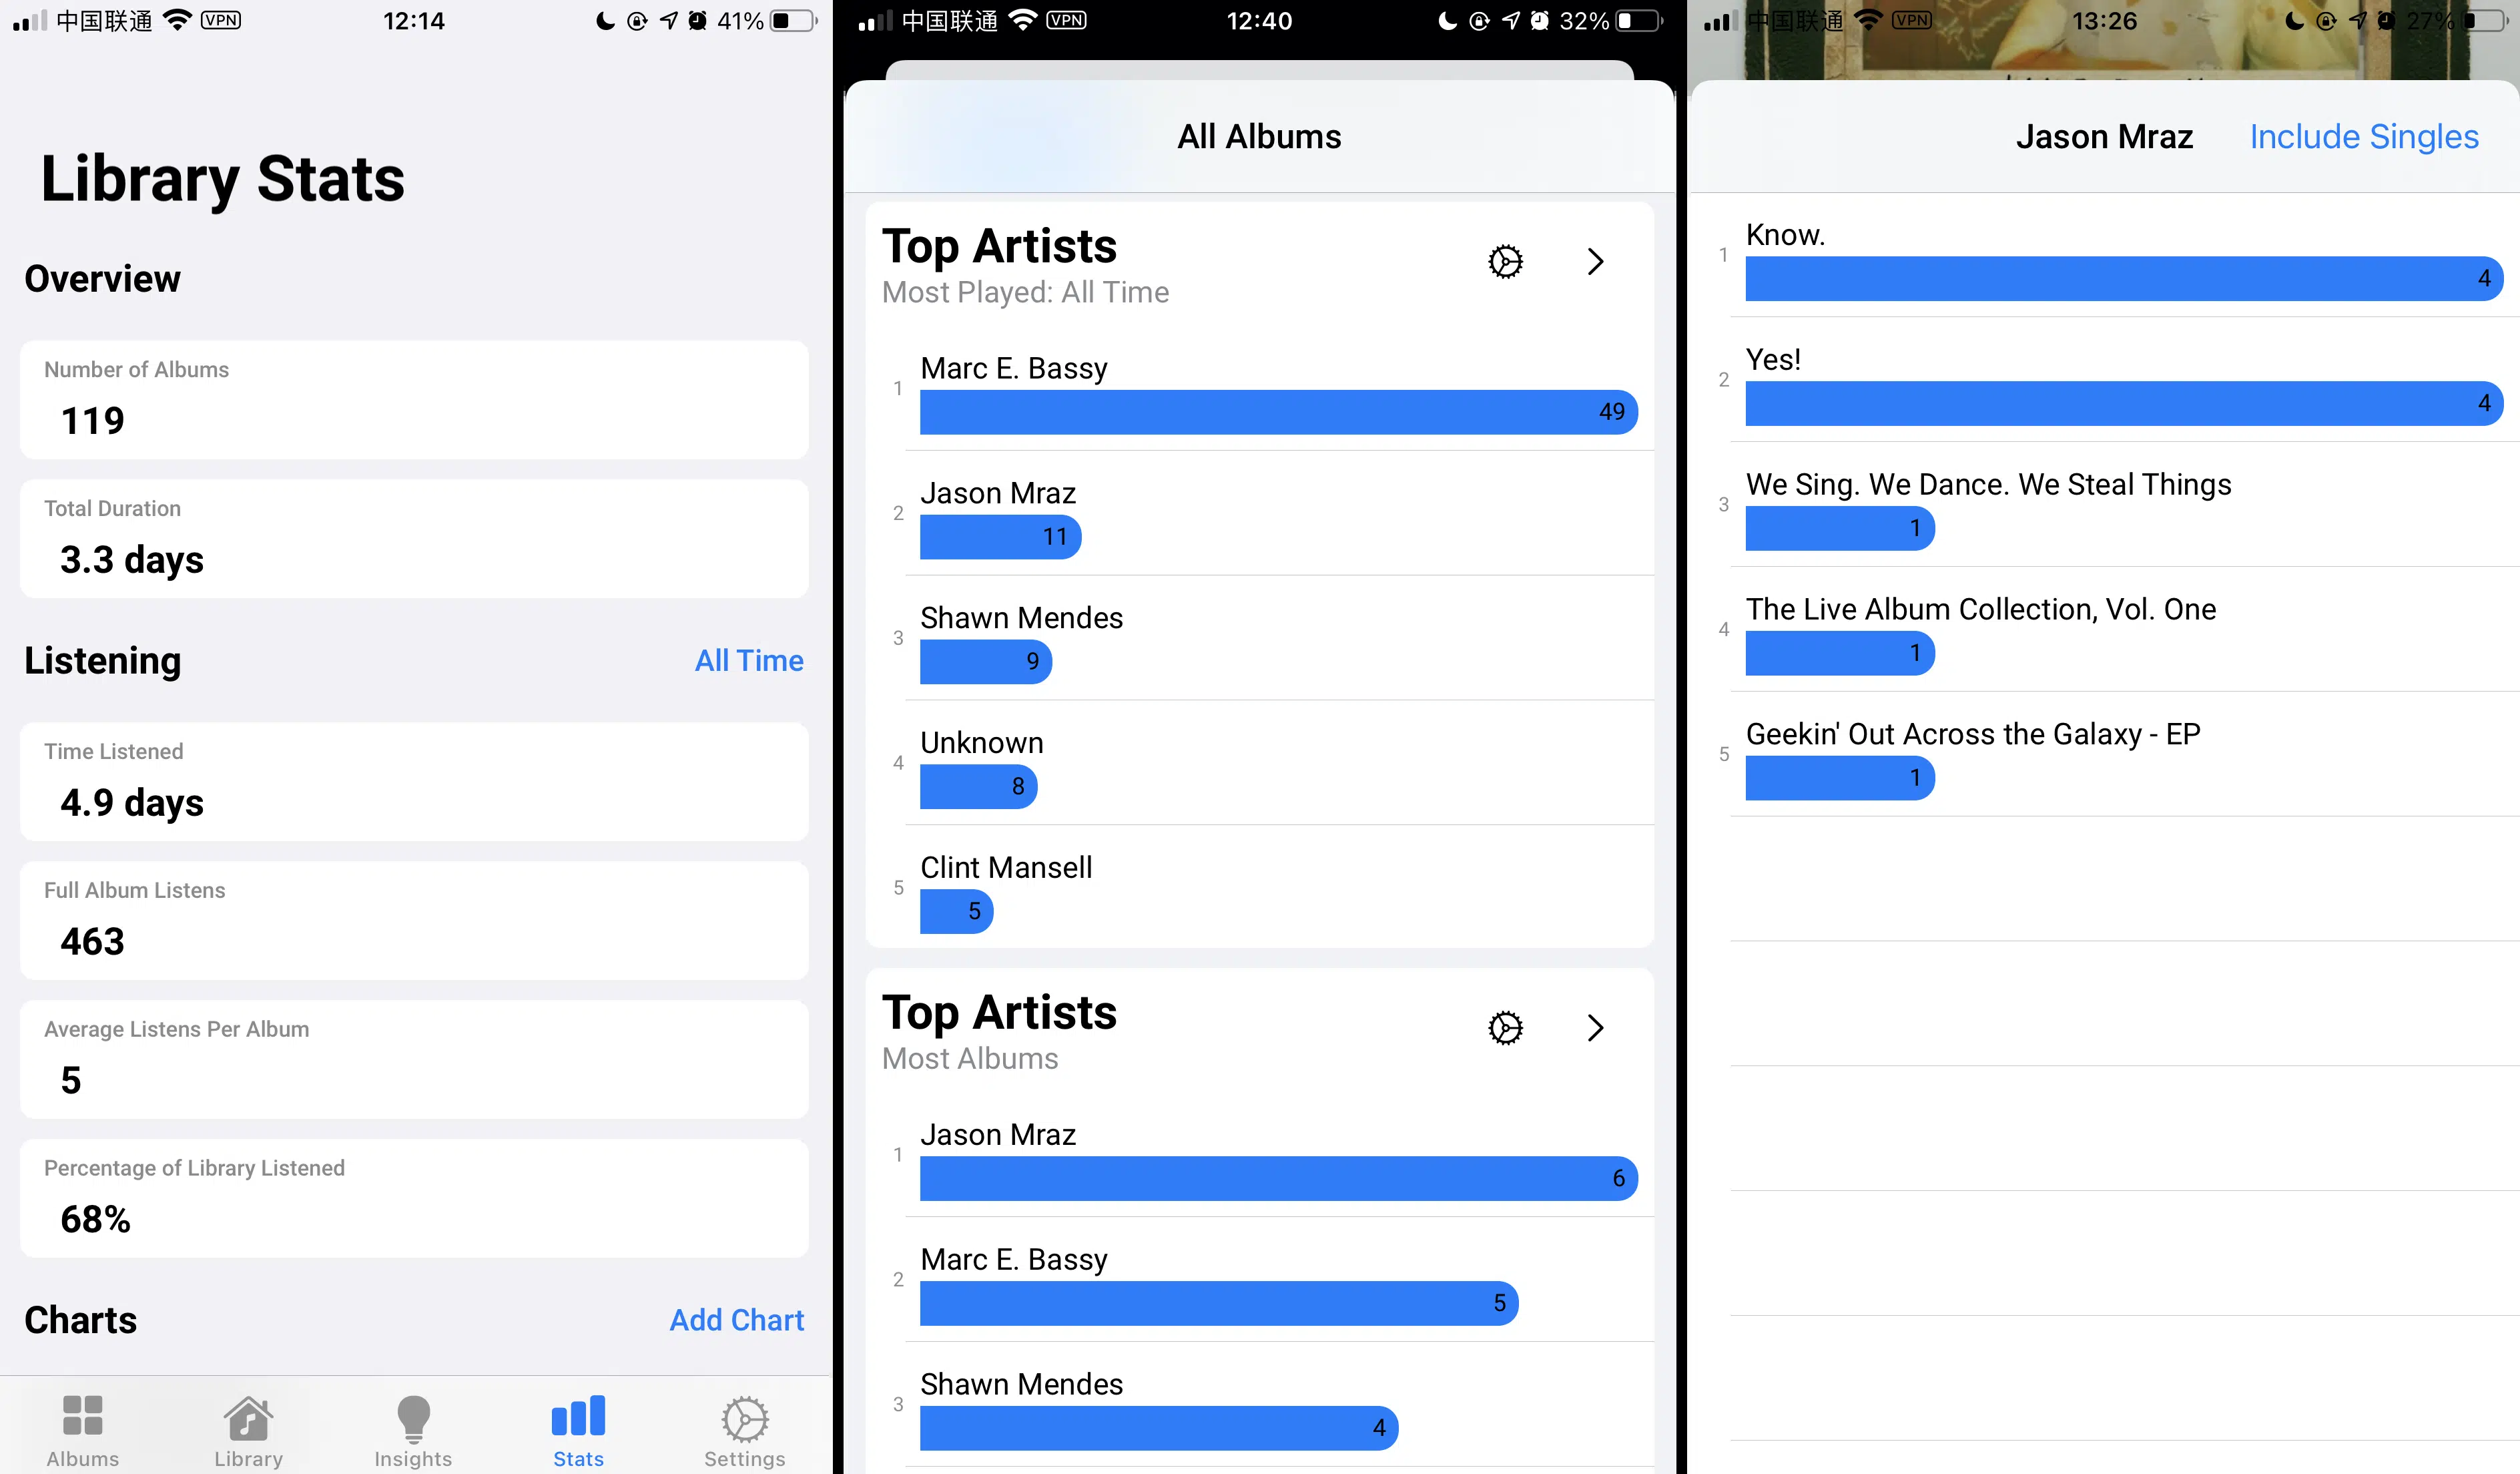 中国联通 VPN 12:14 41%
Library Stats
Overview
Number of Albums
119
Total Duration
3.3 days
Listening All Time
Time Listened
4.9 days
Full Album Listens
463
Average Listens Per Album
5
Percentage of Library Listened
68%
Charts Add Chart
Albums Library Insights Stats Settings
中国联通 VPN 12:40 32%
All Albums
Top Artists
Most Played: All Time
Marc E. Bassy
1 49
Jason Mraz
2 11
Shawn Mendes
3 9
Unknown
4 8
Clint Mansell
5 5
Top Artists
Most Albums
Jason Mraz
1 6
Marc E. Bassy
2 5
Shawn Mendes
3 4
中国联通 VPN 13:26 27%
Jason Mraz Include Singles
Know.
1 4
Yes!
2 4
We Sing. We Dance. We Steal Things
3 1
The Live Album Collection, Vol. One
4 1
Geekin' Out Across the Galaxy - EP
5 1